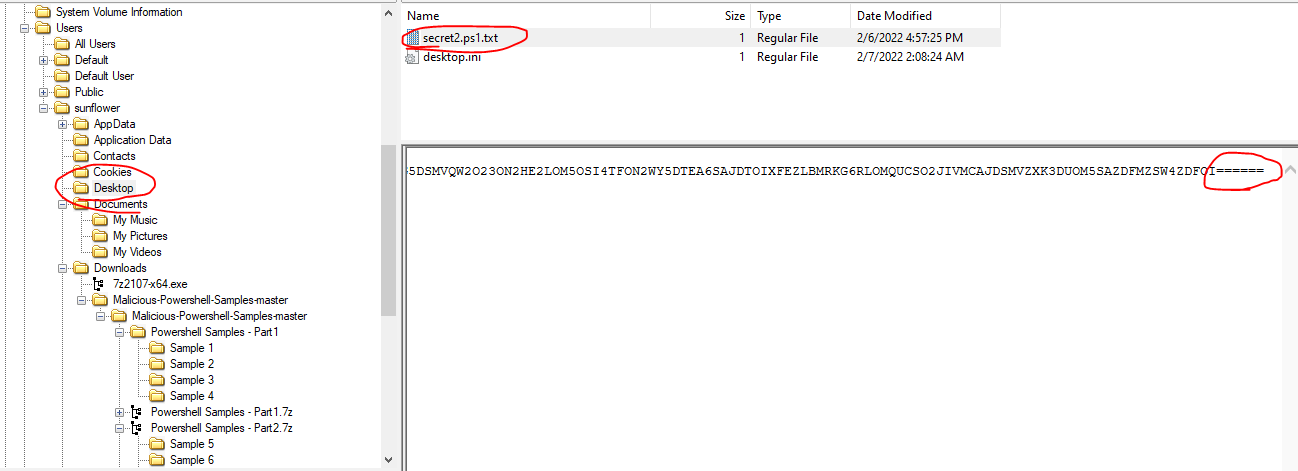 System Volume Information
Users
All Users
Default
Default User
Public
sunflower
AppData
Application Data
Contacts
Cookies
Desktop
Documents
My Music
My Pictures
My Videos
Downloads
7z2107-x64.exe
Malicious-Powershell-Samples-master
Malicious-Powershell-Samples-master
Powershell Samples - Part1
Sample 1
Sample 2
Sample 3
Sample 4
Powershell Samples - Part1.7z
Powershell Samples - Part2.7z
Sample 5
Sample 6
Name Size Type Date Modified
secret2.ps1.txt 1 Regular File 2/6/2022 4:57:25 PM
desktop.ini 1 Regular File 2/7/2022 2:08:24 AM
G5DSMVQW2O23ON2HE2LOM5OSI4TFON2WY5DTEA6SAJDTOIXFEZLBMRKG6RLOMQUCSO2JIVMCAJDSMVZXK3DUOM5SAZDFMZSW4ZDFOI======